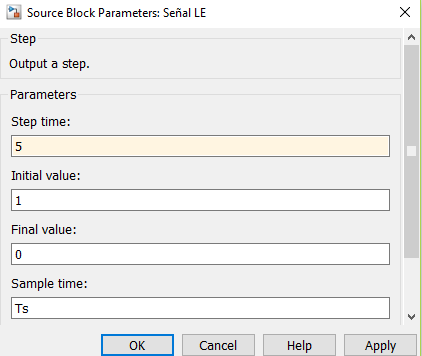 Source Block Parameters: Señal LE
Step
Output a step.
Parameters
Step time:
5
Initial value:
1
Final value:
0
Sample time:
Ts
OK Cancel Help Apply